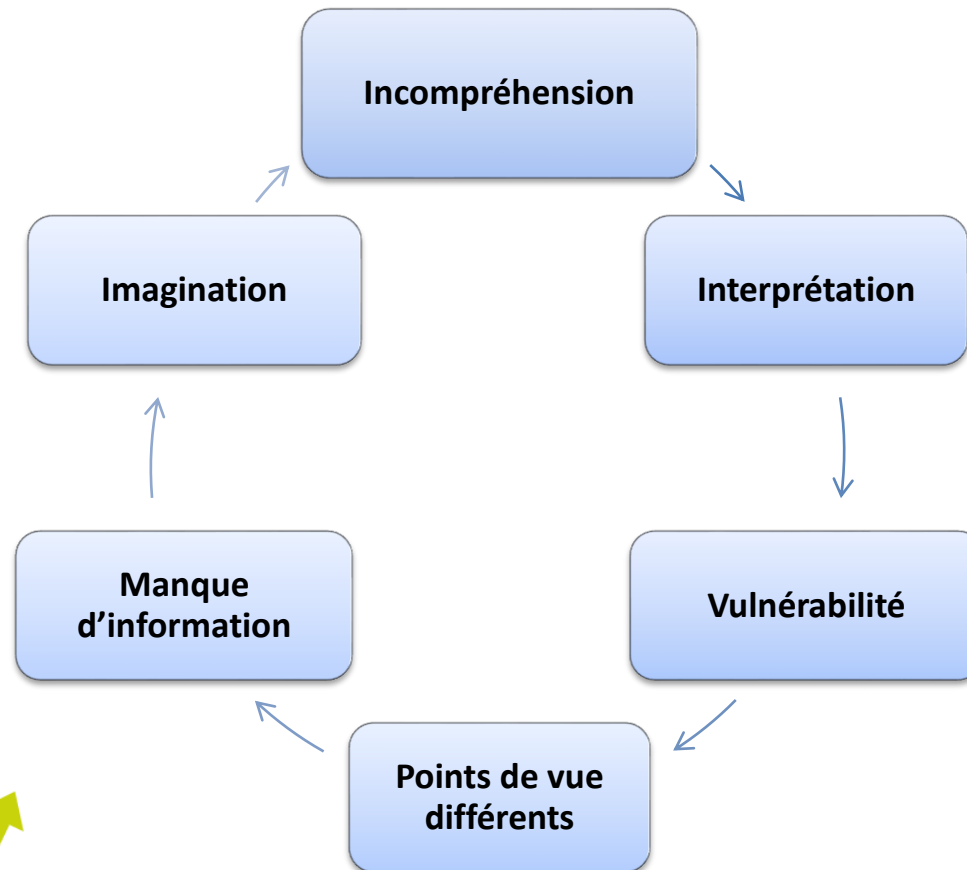 Incompréhension
Interprétation
Vulnérabilité
Points de vue
différents
Manque
d’information
Imagination